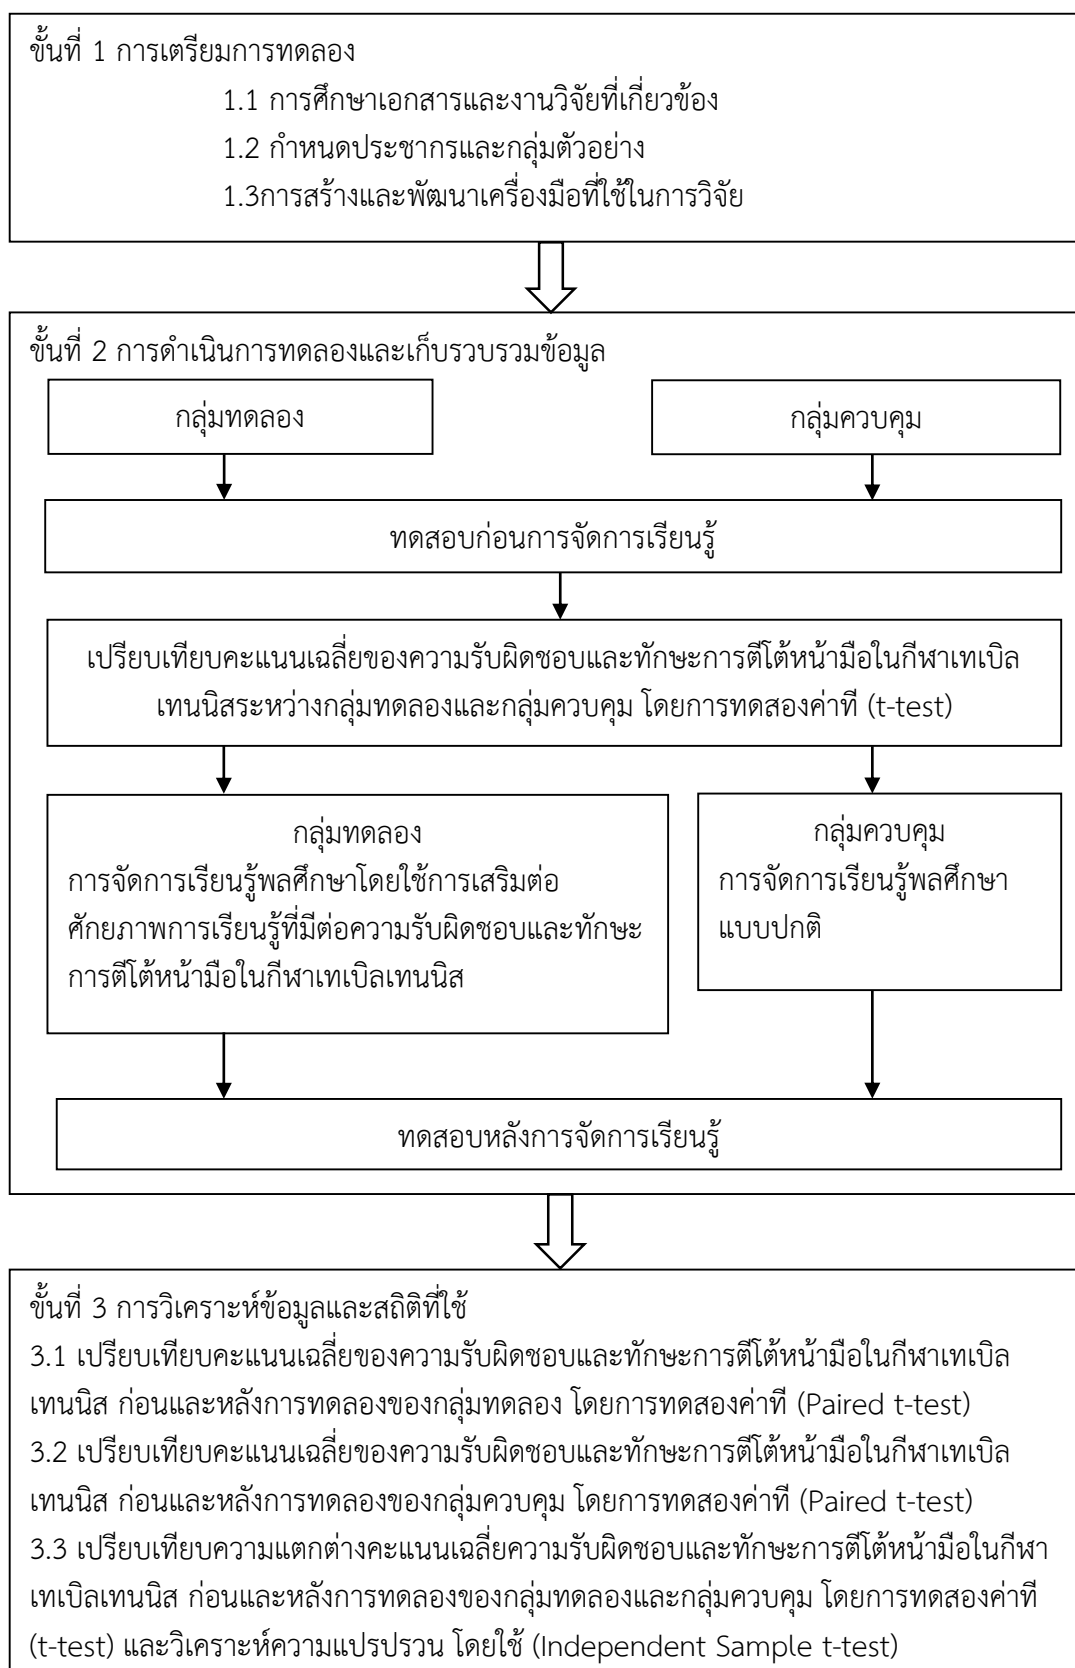 ขั้นที่ 1 การเตรียมการทดลอง
1.1 การศึกษาเอกสารและงานวิจัยที่เกี่ยวข้อง
1.2 กำหนดประชากรและกลุ่มตัวอย่าง
1.3การสร้างและพัฒนาเครื่องมือที่ใช้ในการวิจัย
ขั้นที่ 2 การดำเนินการทดลองและเก็บรวบรวมข้อมูล
กลุ่มทดลอง
กลุ่มควบคุม
ทดสอบก่อนการจัดการเรียนรู้
เปรียบเทียบคะแนนเฉลี่ยของความรับผิดชอบและทักษะการตีโต้หน้ามือในกีฬาเทเบิล
เทนนิสระหว่างกลุ่มทดลองและกลุ่มควบคุม โดยการทดสองค่าที (t-test)
กลุ่มทดลอง
การจัดการเรียนรู้พลศึกษาโดยใช้การเสริมต่อ
ศักยภาพการเรียนรู้ที่มีต่อความรับผิดชอบและทักษะ
การตีโต้หน้ามือในกีฬาเทเบิลเทนนิส
กลุ่มควบคุม
การจัดการเรียนรู้พลศึกษา
แบบปกติ
ทดสอบหลังการจัดการเรียนรู้
ขั้นที่ 3 การวิเคราะห์ข้อมูลและสถิติที่ใช้
3.1 เปรียบเทียบคะแนนเฉลี่ยของความรับผิดชอบและทักษะการตีโต้หน้ามือในกีฬาเทเบิล
เทนนิส ก่อนและหลังการทดลองของกลุ่มทดลอง โดยการทดสองค่าที (Paired t-test)
3.2 เปรียบเทียบคะแนนเฉลี่ยของความรับผิดชอบและทักษะการตีโต้หน้ามือในกีฬาเทเบิล
เทนนิส ก่อนและหลังการทดลองของกลุ่มควบคุม โดยการทดสองค่าที (Paired t-test)
3.3 เปรียบเทียบความแตกต่างคะแนนเฉลี่ยความรับผิดชอบและทักษะการตีโต้หน้ามือในกีฬา
เทเบิลเทนนิส ก่อนและหลังการทดลองของกลุ่มทดลองและกลุ่มควบคุม โดยการทดสองค่าที
(t-test) และวิเคราะห์ความแปรปรวน โดยใช้ (Independent Sample t-test)